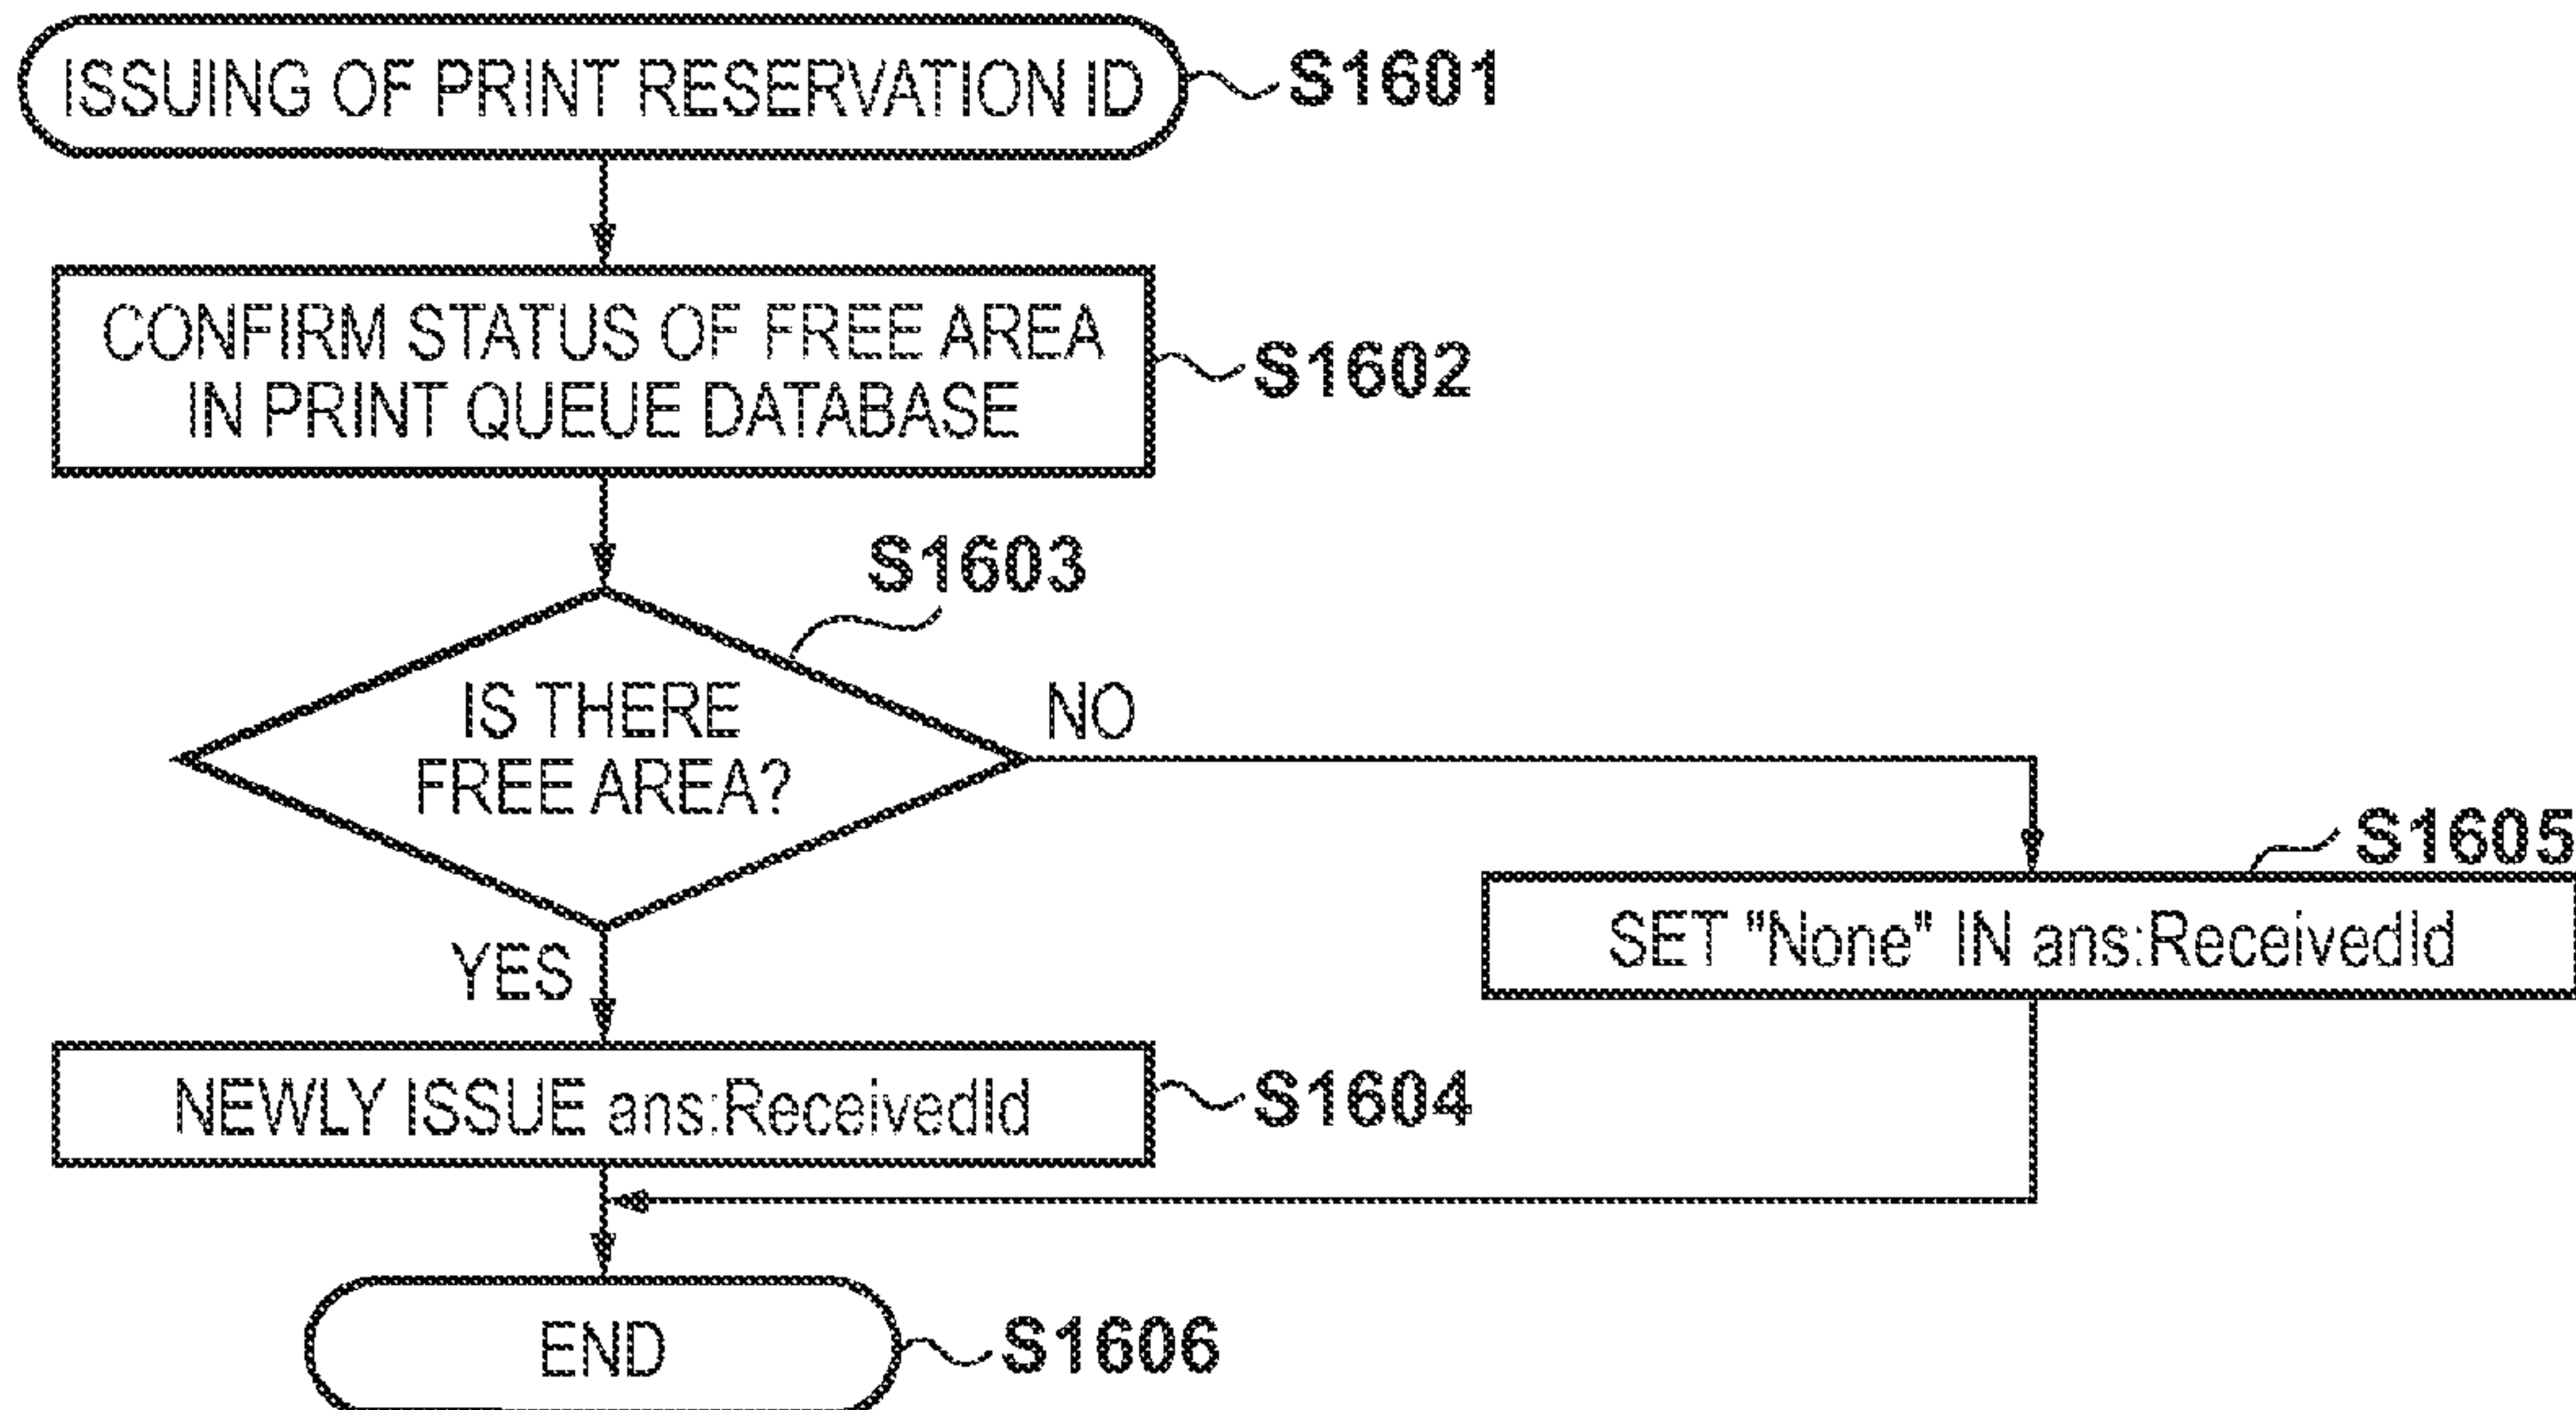 ISSUING OF PRINT RESERVATION ID
S1601
CONFIRM STATUS OF FREE AREA
IN PRINT QUEUE DATABASE
S1602
S1603
IS THERE
FREE AREA?
NO
YES
S1605
SET "None" IN ans:ReceivedId
NEWLY ISSUE ans:ReceivedId
S1604
END
S1606